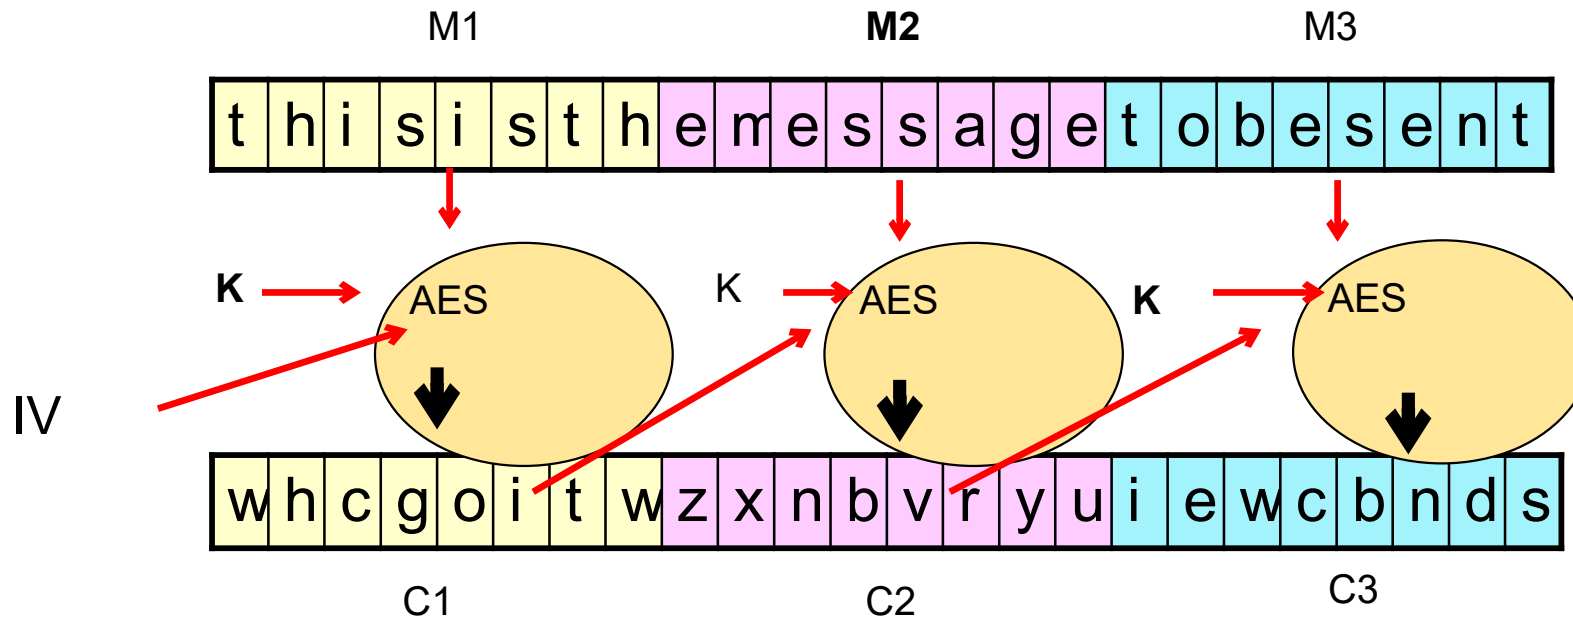 M1 M2 M3
t h i s i s t h e m e s s a g e t o b e s e n t
K AES K AES K AES
IV
w h c g o i t w z x n b v r y u i e w c b n d s
C1 C2 C3